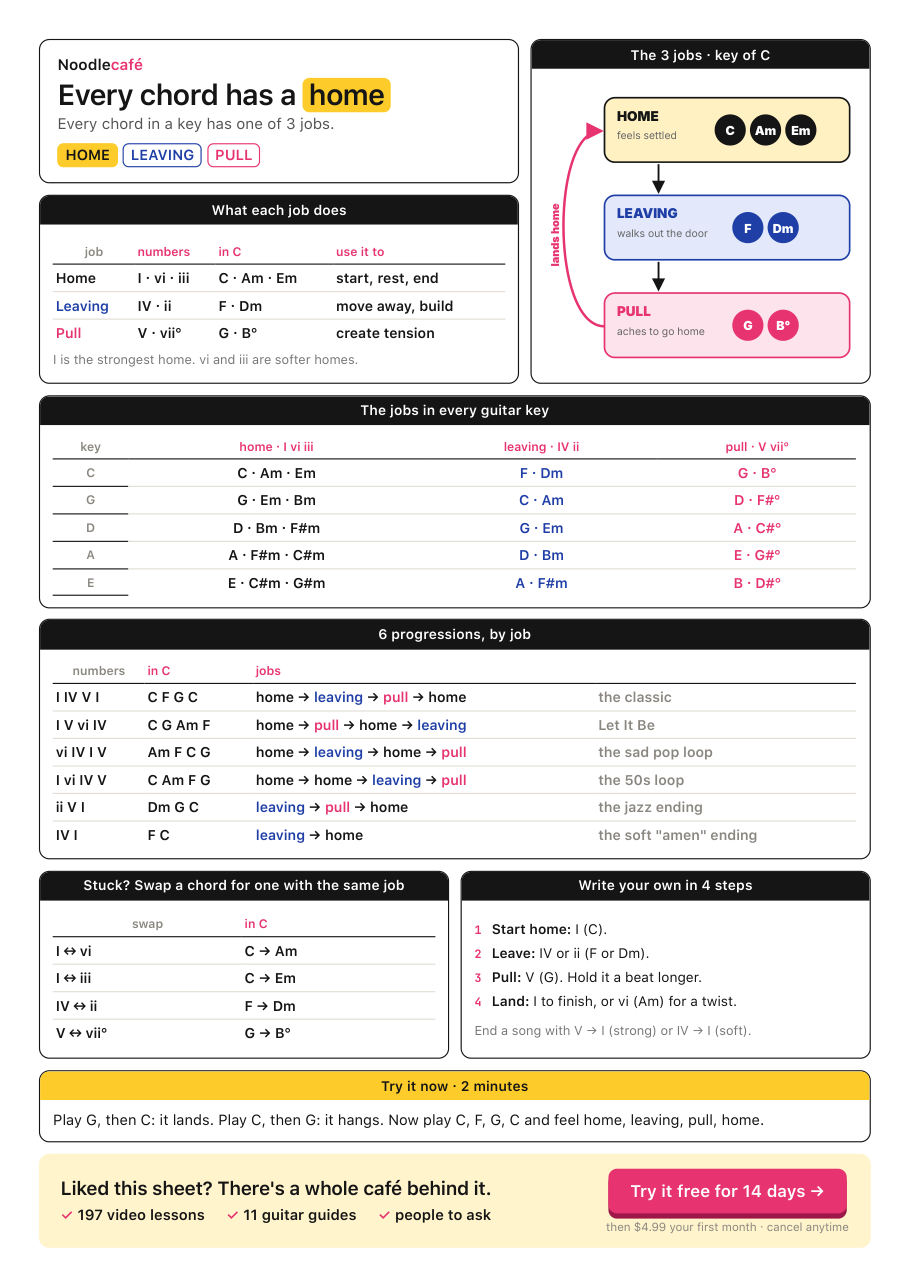 Noodlecafé
Every chord has a home
Every chord in a key has one of 3 jobs.
HOME LEAVING PULL
The 3 jobs · key of C
HOME
feels settled
C Am Em
LEAVING
walks out the door
F Dm
PULL
aches to go home
G B°
lands home
What each job does
job numbers in C use it to
Home I · vi · iii C · Am · Em start, rest, end
Leaving IV · ii F · Dm move away, build
Pull V · vii° G · B° create tension
I is the strongest home. vi and iii are softer homes.
The jobs in every guitar key
key home · I vi iii leaving · IV ii pull · V vii°
C C · Am · Em F · Dm G · B°
G G · Em · Bm C · Am D · F#°
D D · Bm · F#m G · Em A · C#°
A A · F#m · C#m D · Bm E · G#°
E E · C#m · G#m A · F#m B · D#°
6 progressions, by job
numbers in C jobs
I IV V I C F G C home → leaving → pull → home the classic
I V vi IV C G Am F home → pull → home → leaving Let It Be
vi IV I V Am F C G home → leaving → home → pull the sad pop loop
I vi IV V C Am F G home → home → leaving → pull the 50s loop
ii V I Dm G C leaving → pull → home the jazz ending
IV I F C leaving → home the soft "amen" ending
Stuck? Swap a chord for one with the same job
swap in C
I ↔ vi C → Am
I ↔ iii C → Em
IV ↔ ii F → Dm
V ↔ vii° G → B°
Write your own in 4 steps
1 Start home: I (C).
2 Leave: IV or ii (F or Dm).
3 Pull: V (G). Hold it a beat longer.
4 Land: I to finish, or vi (Am) for a twist.
End a song with V → I (strong) or IV → I (soft).
Try it now · 2 minutes
Play G, then C: it lands. Play C, then G: it hangs. Now play C, F, G, C and feel home, leaving, pull, home.
Liked this sheet? There's a whole café behind it.
✓ 197 video lessons ✓ 11 guitar guides ✓ people to ask
Try it free for 14 days →
then $4.99 your first month · cancel anytime